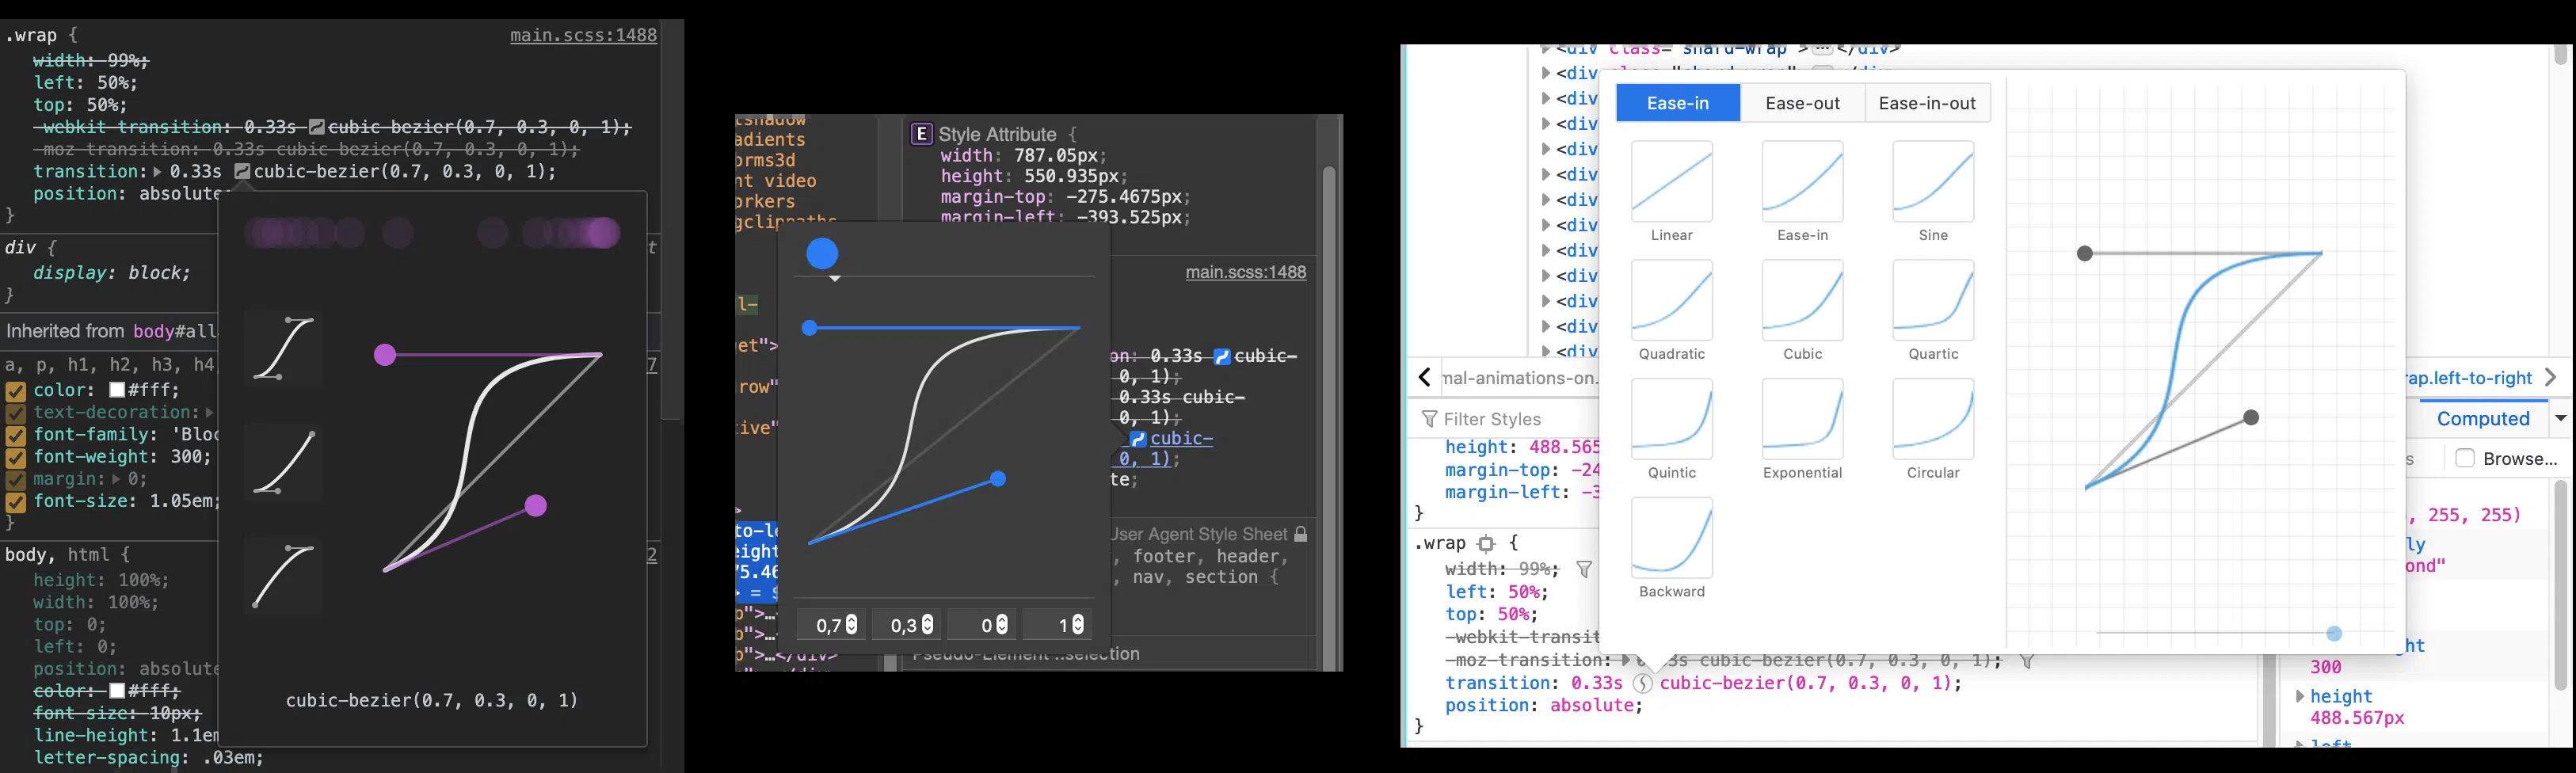 .wrap { main.scss:1488
width: 99%;
left: 50%;
top: 50%;
-webkit-transition: 0.33s cubic-bezier(0.7, 0.3, 0, 1);
-moz-transition: 0.33s cubic-bezier(0.7, 0.3, 0, 1);
transition: 0.33s cubic-bezier(0.7, 0.3, 0, 1);
position: absolute
}
div { t
display: block;
}
Inherited from body#all
a, p, h1, h2, h3, h4 7
color: #fff;
text-decoration:
font-family: 'Bloc
font-weight: 300;
margin: 0;
font-size: 1.05em;
}
body, html { 2
height: 100%;
width: 100%;
top: 0;
left: 0;
position: absolute
color: #fff;
font-size: 10px;
line-height: 1.1em
letter-spacing: .03em;
cubic-bezier(0.7, 0.3, 0, 1)
tshadow
adients
orms3d
nt video
orkers
gclippaths
E Style Attribute {
width: 787.05px;
height: 550.935px;
margin-top: -275.4675px;
margin-left: -393.525px;
main.scss:1488
l-
et">
row"
tive"
>
to-le
eight
75.46
> = $
on: 0.33s cubic-
0, 1);
0.33s cubic-
0, 1);
cubic-
0, 1);
te;
User Agent Style Sheet
, footer, header,
, nav, section {
0,7 0,3 0 1
p">…
p">…
p">…</div>
Pseudo-Element ::selection
<div class="shard-wrap">…</div>
<div class="shard-wrap">…</div>
<div
<div
<div
<div
<div
<div
<div
<div
<div
<div
<div
Ease-in Ease-out Ease-in-out
Linear Ease-in Sine
Quadratic Cubic Quartic
Quintic Exponential Circular
Backward
mal-animations-on. rap.left-to-right
Filter Styles
Computed
height: 488.565
margin-top: -24
margin-left: -3
}
.wrap {
width: 99%;
left: 50%;
top: 50%;
-webkit-transit
-moz-transition: 0.33s cubic-bezier(0.7, 0.3, 0, 1);
transition: 0.33s cubic-bezier(0.7, 0.3, 0, 1);
position: absolute;
}
s Browse...
, 255, 255)
ly
ond"
ht
300
height
488.567px
left